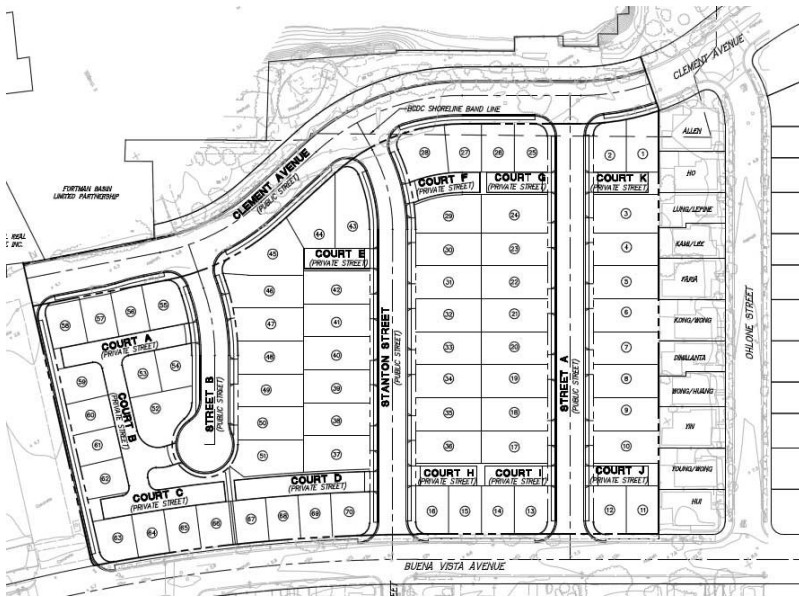 CLEMENT AVENUE
BCDC SHORELINE BAND LINE
CLEMENT AVENUE
(PUBLIC STREET)
FORTMAN BASIN
LIMITED PARTNERSHIP
REAL
INC.
28 27 26 25
2 1
ALLEN
COURT F
(PRIVATE STREET)
COURT G
(PRIVATE STREET)
COURT K
(PRIVATE STREET)
HO
29 24 3
LUNG/LEPINE
44 43
30 23 4
KAMI/LEE
45
COURT E
(PRIVATE STREET)
31 22 5
FARIA
46 42
58 57 56 55
32 21 6
KONG/WONG
47 41
COURT A
(PRIVATE STREET)
STANTON STREET
(PUBLIC STREET)
STREET A
(PUBLIC STREET)
OHLONE STREET
33 20 7
DIWALANTA
48 40
59 53 54
34 19 8
WONG/HUANG
49 39
COURT B
(PRIVATE STREET)
STREET B
(PUBLIC STREET)
60 52
35 18 9
YIN
50 38
61
36 17 10
51 37
62
YOUNG/WONG
COURT H
(PRIVATE STREET)
COURT I
(PRIVATE STREET)
COURT J
(PRIVATE STREET)
COURT D
(PRIVATE STREET)
COURT C
(PRIVATE STREET)
HUI
16 15 14 13
12 11
63 64 65 66 67 68 69 70
BUENA VISTA AVENUE